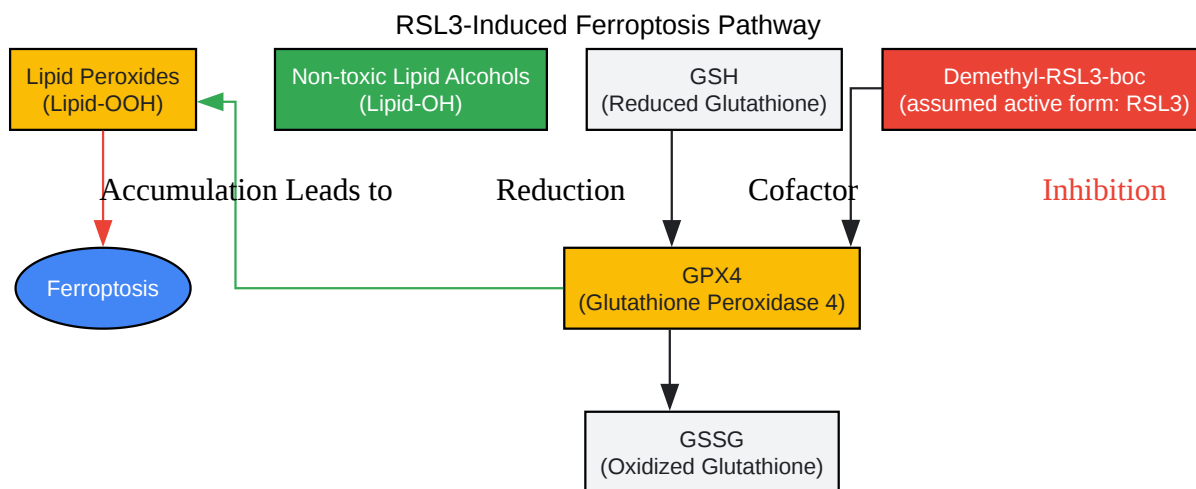 RSL3-Induced Ferroptosis Pathway
Lipid Peroxides
(Lipid-OOH)
Non-toxic Lipid Alcohols
(Lipid-OH)
GSH
(Reduced Glutathione)
Demethyl-RSL3-boc
(assumed active form: RSL3)
Accumulation Leads to
Reduction
Cofactor
Inhibition
Ferroptosis
GPX4
(Glutathione Peroxidase 4)
GSSG
(Oxidized Glutathione)